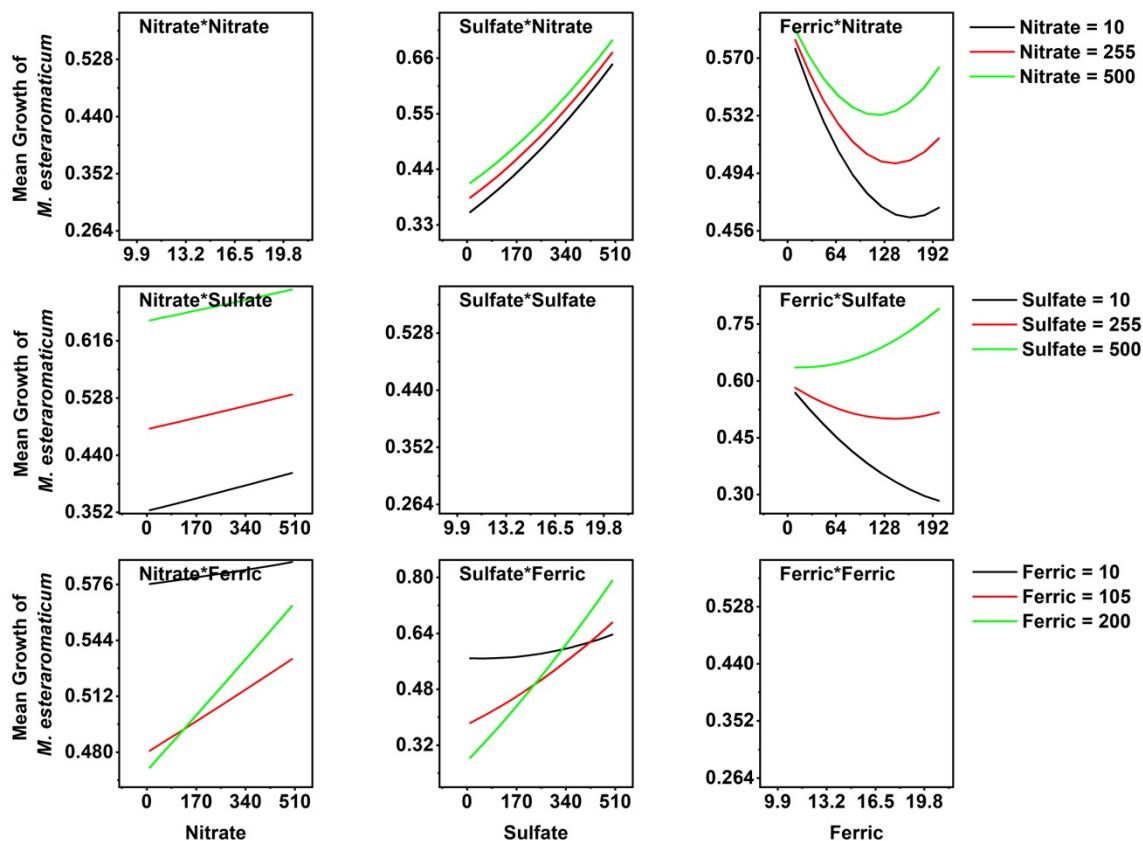 Nitrate*Nitrate
Sulfate*Nitrate
Ferric*Nitrate
Nitrate = 10
Nitrate = 255
Nitrate = 500
Mean Growth of
M. esteraromaticum
0.528
0.440
0.352
0.264
9.9 13.2 16.5 19.8
0.66
0.55
0.44
0.33
0 170 340 510
0.570
0.532
0.494
0.456
0 64 128 192
Nitrate*Sulfate
Sulfate*Sulfate
Ferric*Sulfate
Sulfate = 10
Sulfate = 255
Sulfate = 500
Mean Growth of
M. esteraromaticum
0.616
0.528
0.440
0.352
0 170 340 510
0.528
0.440
0.352
0.264
9.9 13.2 16.5 19.8
0.75
0.60
0.45
0.30
0 64 128 192
Nitrate*Ferric
Sulfate*Ferric
Ferric*Ferric
Ferric = 10
Ferric = 105
Ferric = 200
Mean Growth of
M. esteraromaticum
0.576
0.544
0.512
0.480
0 170 340 510
Nitrate
0.80
0.64
0.48
0.32
0 170 340 510
Sulfate
0.528
0.440
0.352
0.264
9.9 13.2 16.5 19.8
Ferric